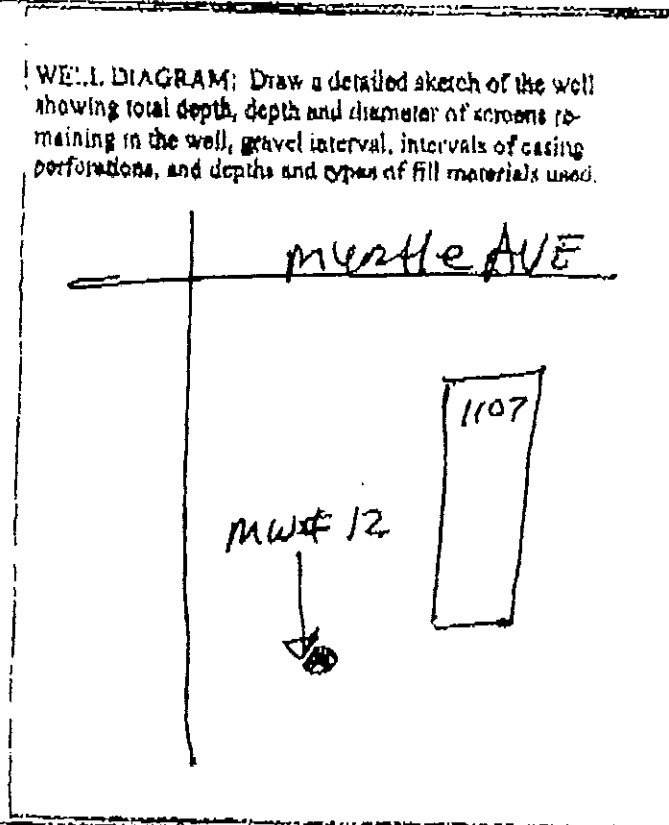 WELL DIAGRAM: Draw a detailed sketch of the well
showing total depth, depth and diameter of screens re-
maining in the well, gravel interval, intervals of casing
perforations, and depths and types of fill materials used.
Myrtle AVE
1107
MW# 12